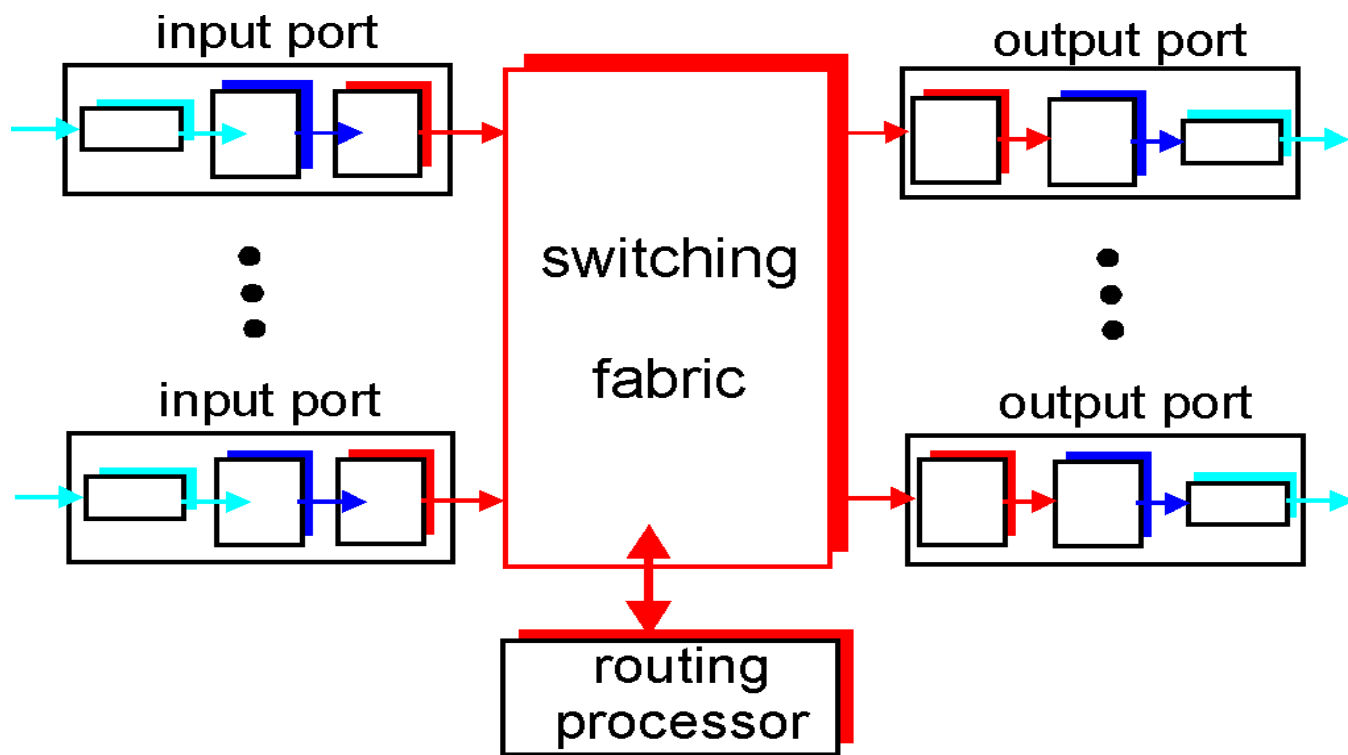 input port
output port
switching
fabric
input port
output port
routing
processor